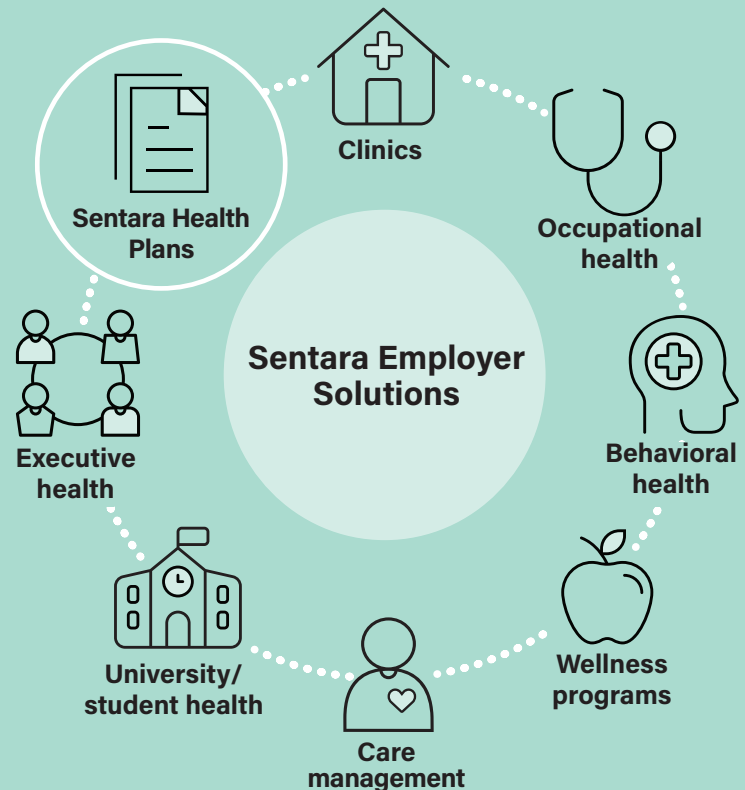 Clinics
Sentara Health
Plans
Occupational
health
Sentara Employer
Solutions
Executive
health
Behavioral
health
University/
student health
Wellness
programs
Care
management